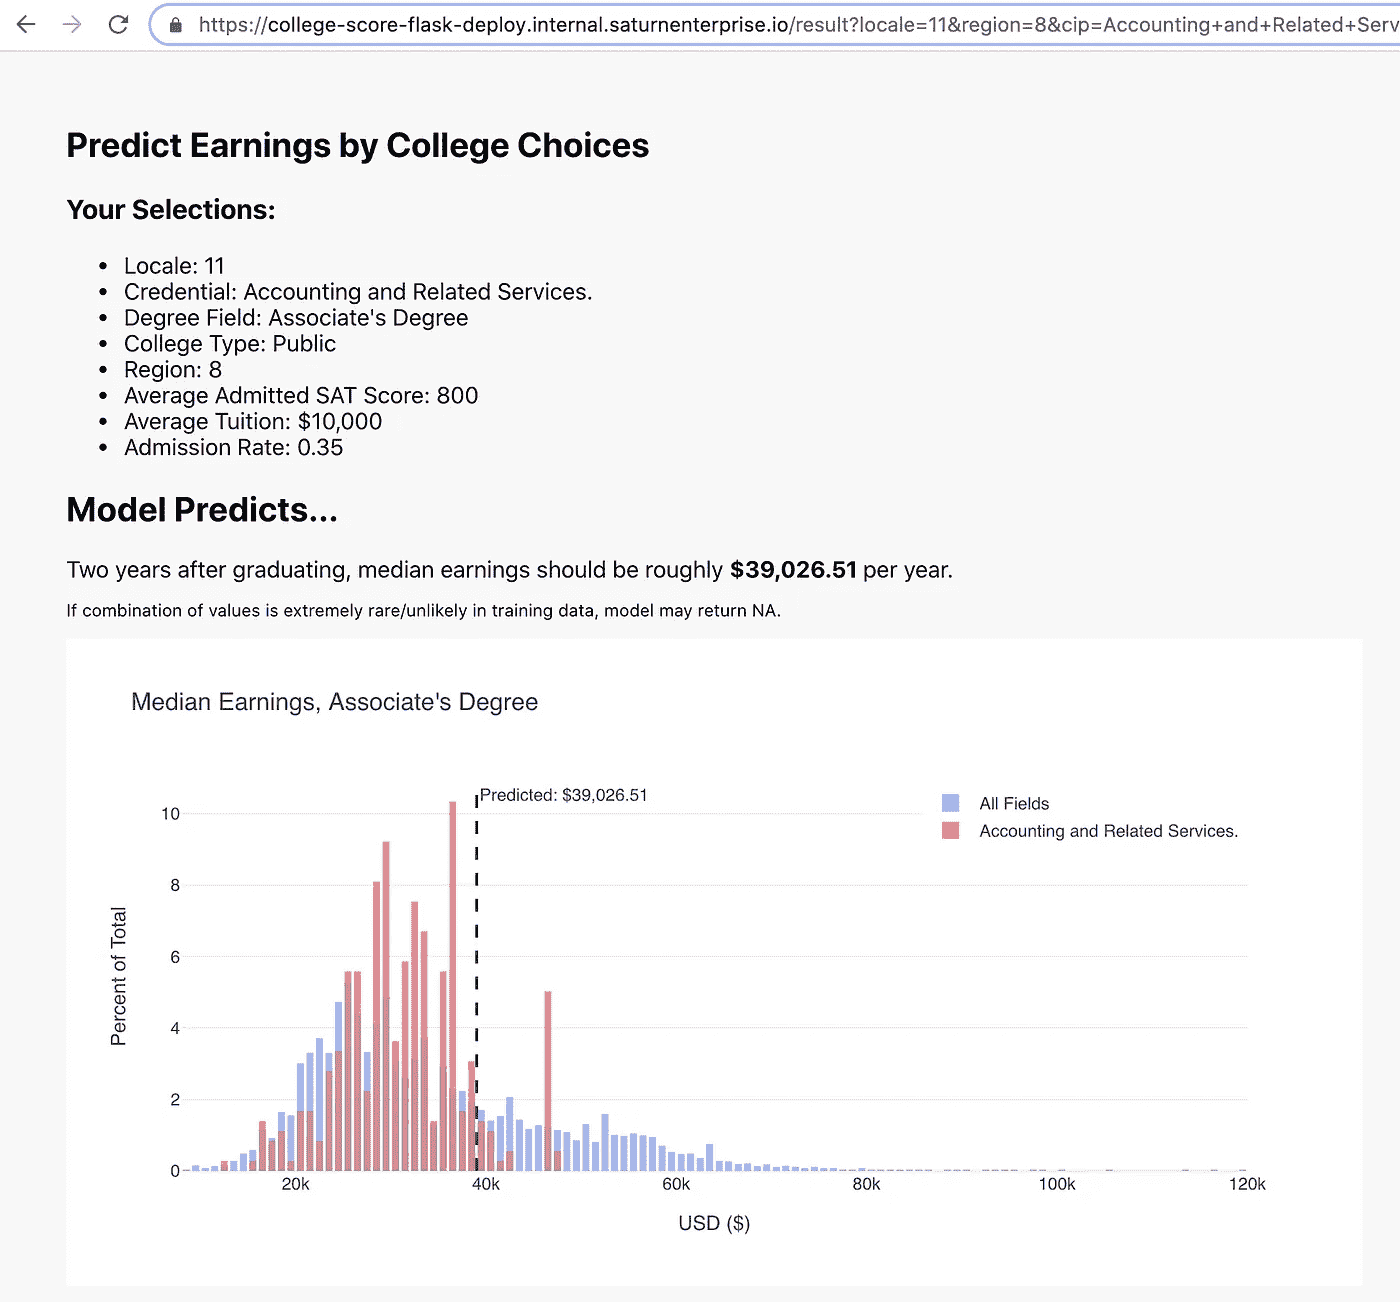 https://college-score-flask-deploy.internal.saturnenterprise.io/result?locale=11&region=8&cip=Accounting+and+Related+Serv
Predict Earnings by College Choices
Your Selections:
• Locale: 11
• Credential: Accounting and Related Services.
• Degree Field: Associate's Degree
• College Type: Public
• Region: 8
• Average Admitted SAT Score: 800
• Average Tuition: $10,000
• Admission Rate: 0.35
Model Predicts...
Two years after graduating, median earnings should be roughly $39,026.51 per year.
If combination of values is extremely rare/unlikely in training data, model may return NA.
Median Earnings, Associate's Degree
Predicted: $39,026.51
All Fields
Accounting and Related Services.
Percent of Total
10
8
6
4
2
0
20k 40k 60k 80k 100k 120k
USD ($)